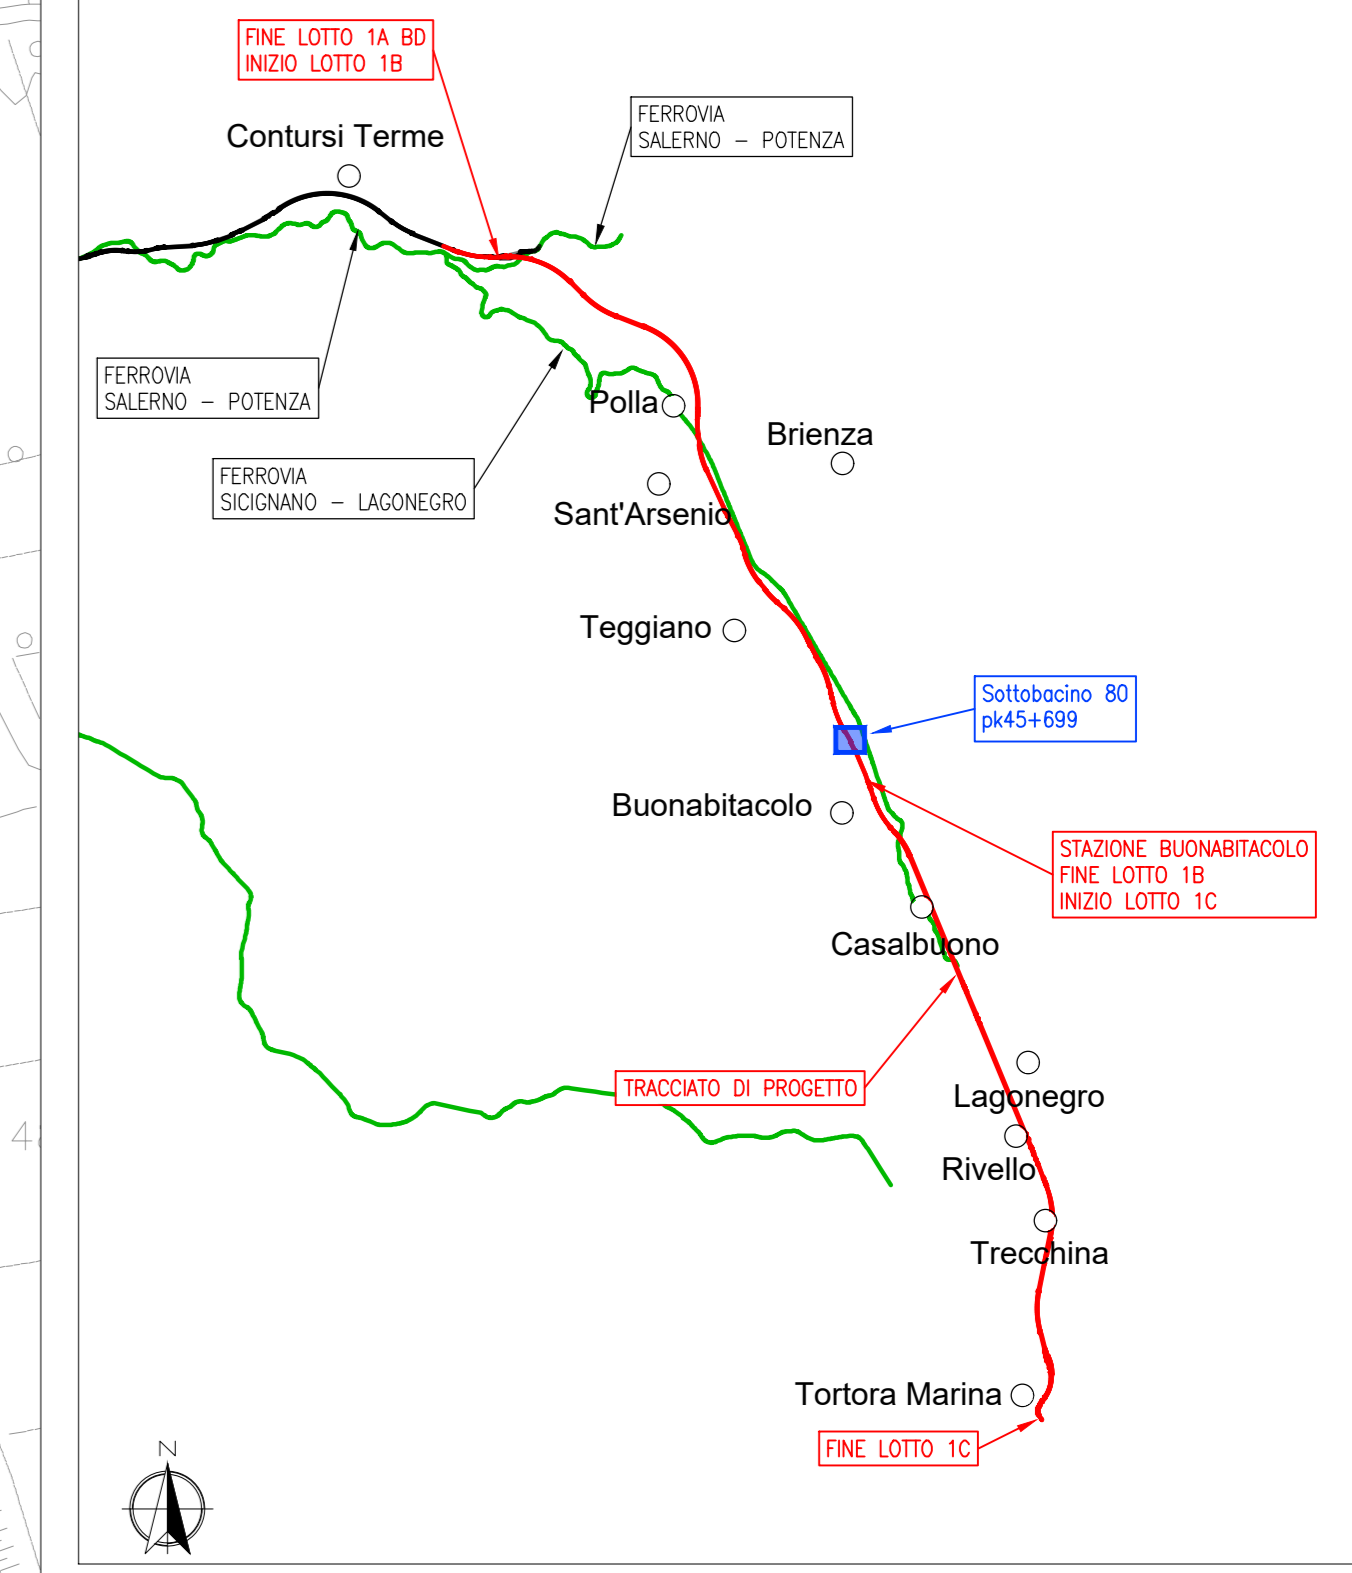 FINE LOTTO 1A BD
INIZIO LOTTO 1B
FERROVIA
SALERNO – POTENZA
Contursi Terme
FERROVIA
SALERNO – POTENZA
Polla
Brienza
FERROVIA
SICIGNANO – LAGONEGRO
Sant'Arsenio
Teggiano
Sottobacino 80
pk45+699
Buonabitacolo
STAZIONE BUONABITACOLO
FINE LOTTO 1B
INIZIO LOTTO 1C
Casalbuono
TRACCIATO DI PROGETTO
Lagonegro
Rivello
Trecchina
Tortora Marina
FINE LOTTO 1C
N